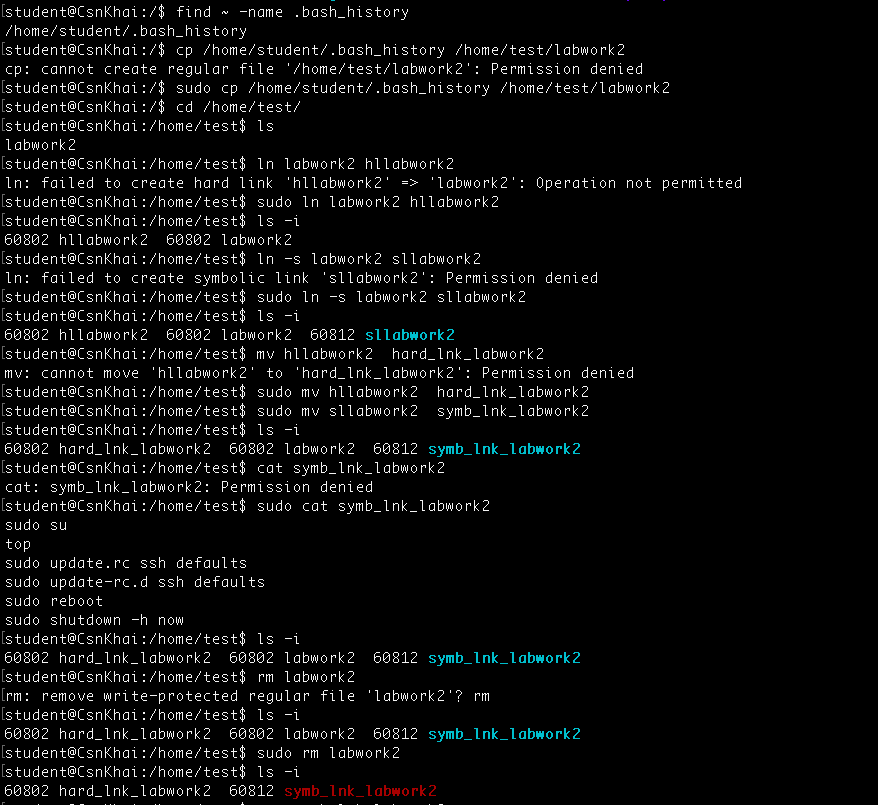 [student@CsnKhai:/$ find ~ -name .bash_history
/home/student/.bash_history
[student@CsnKhai:/$ cp /home/student/.bash_history /home/test/labwork2
cp: cannot create regular file '/home/test/labwork2': Permission denied
[student@CsnKhai:/$ sudo cp /home/student/.bash_history /home/test/labwork2
[student@CsnKhai:/$ cd /home/test/
[student@CsnKhai:/home/test$ ls
labwork2
[student@CsnKhai:/home/test$ ln labwork2 hllabwork2
ln: failed to create hard link 'hllabwork2' => 'labwork2': Operation not permitted
[student@CsnKhai:/home/test$ sudo ln labwork2 hllabwork2
[student@CsnKhai:/home/test$ ls -i
60802 hllabwork2  60802 labwork2
[student@CsnKhai:/home/test$ ln -s labwork2 sllabwork2
ln: failed to create symbolic link 'sllabwork2': Permission denied
[student@CsnKhai:/home/test$ sudo ln -s labwork2 sllabwork2
[student@CsnKhai:/home/test$ ls -i
60802 hllabwork2  60802 labwork2  60812 sllabwork2
[student@CsnKhai:/home/test$ mv hllabwork2  hard_lnk_labwork2
mv: cannot move 'hllabwork2' to 'hard_lnk_labwork2': Permission denied
[student@CsnKhai:/home/test$ sudo mv hllabwork2  hard_lnk_labwork2
[student@CsnKhai:/home/test$ sudo mv sllabwork2  symb_lnk_labwork2
[student@CsnKhai:/home/test$ ls -i
60802 hard_lnk_labwork2  60802 labwork2  60812 symb_lnk_labwork2
[student@CsnKhai:/home/test$ cat symb_lnk_labwork2
cat: symb_lnk_labwork2: Permission denied
[student@CsnKhai:/home/test$ sudo cat symb_lnk_labwork2
sudo su
top
sudo update.rc ssh defaults
sudo update-rc.d ssh defaults
sudo reboot
sudo shutdown -h now
[student@CsnKhai:/home/test$ ls -i
60802 hard_lnk_labwork2  60802 labwork2  60812 symb_lnk_labwork2
[student@CsnKhai:/home/test$ rm labwork2
[rm: remove write-protected regular file 'labwork2'? rm
[student@CsnKhai:/home/test$ ls -i
60802 hard_lnk_labwork2  60802 labwork2  60812 symb_lnk_labwork2
[student@CsnKhai:/home/test$ sudo rm labwork2
[student@CsnKhai:/home/test$ ls -i
60802 hard_lnk_labwork2  60812 symb_lnk_labwork2